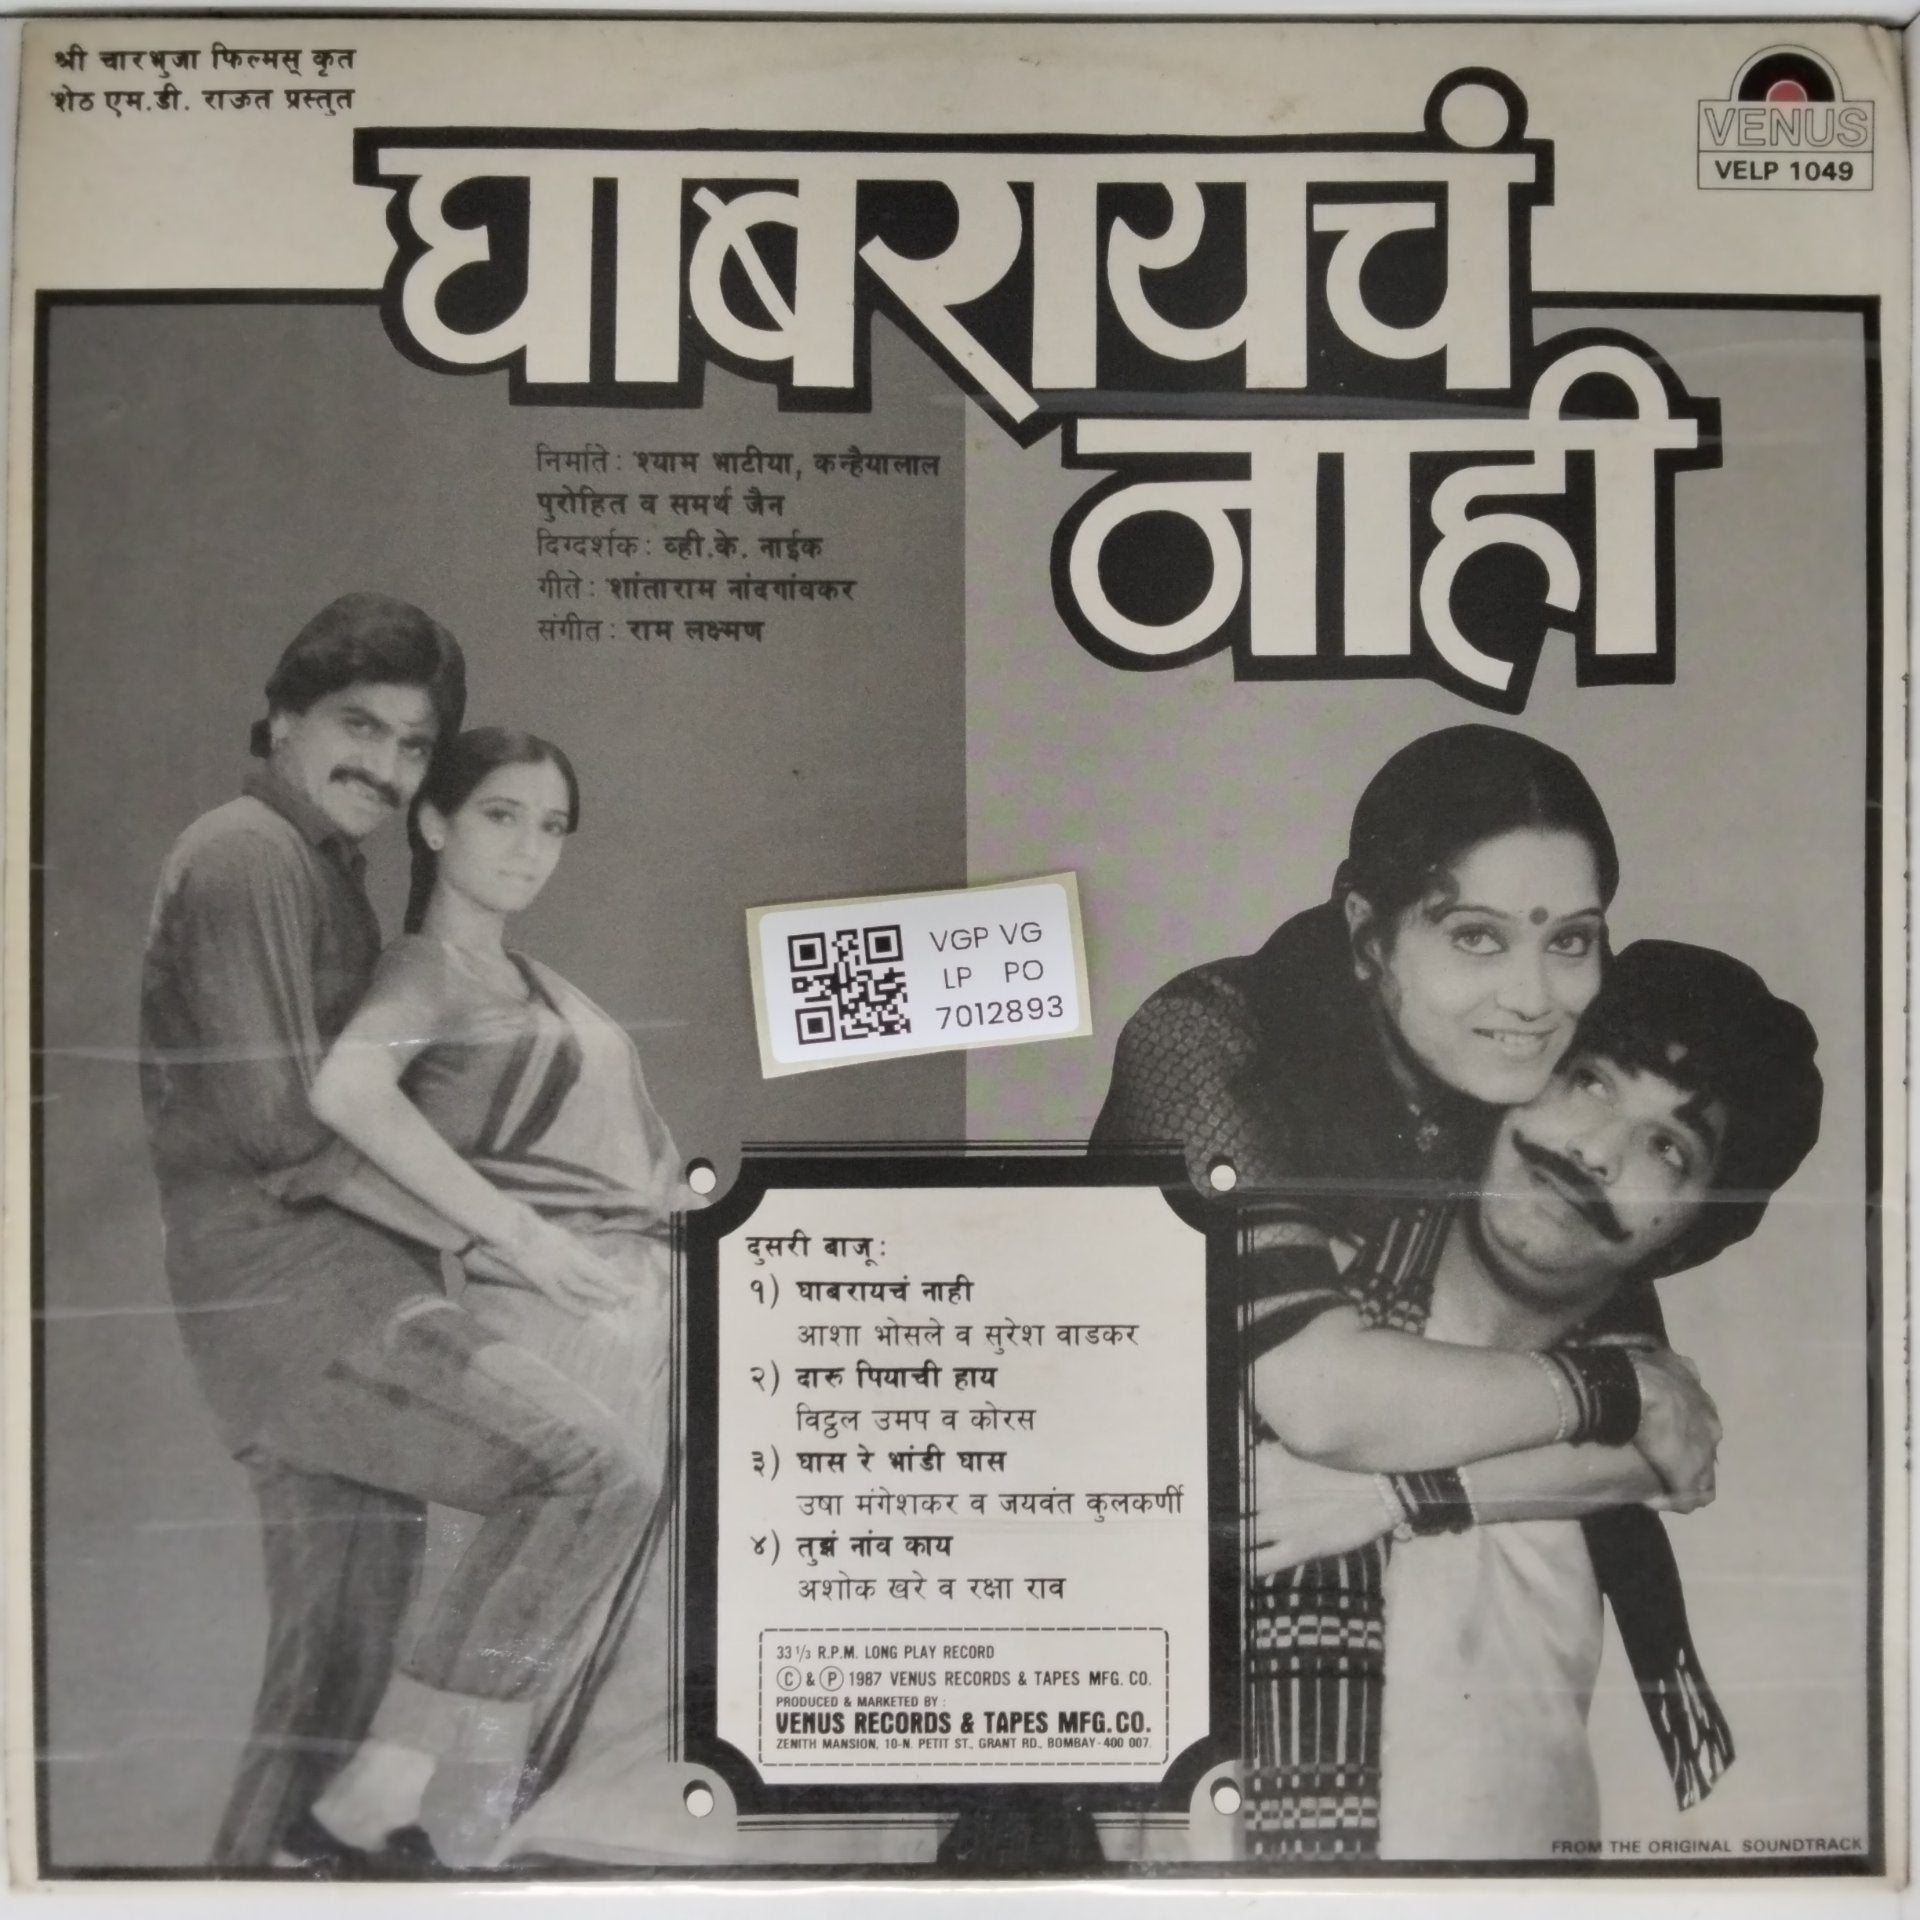 श्री चारभुजा फिल्मस् कृत
शेठ एम.डी. राऊत प्रस्तुत
VENUS
VELP 1049
घाबरायचं
नाही
निर्माते : श्याम भाटीया, कन्हैयालाल
पुरोहित व समर्थ जैन
दिग्दर्शक : व्ही.के. नाईक
गीते : शांताराम नांदगांवकर
संगीत : राम लक्ष्मण
VGP VG
LP PO
7012893
दुसरी बाजू :
१) घाबरायचं नाही
आशा भोसले व सुरेश वाडकर
२) दारू पियाची हाय
विठ्ठल उमप व कोरस
३) घास रे भांडी घास
उषा मंगेशकर व जयवंत कुलकर्णी
४) तुझं नांव काय
अशोक खरे व रक्षा राव
33 1/3 R.P.M. LONG PLAY RECORD
Ⓒ & Ⓟ 1987 VENUS RECORDS & TAPES MFG. CO.
PRODUCED & MARKETED BY :
VENUS RECORDS & TAPES MFG. CO.
ZENITH MANSION, 10-N. PETIT ST., GRANT RD., BOMBAY-400 007.
FROM THE ORIGINAL SOUNDTRACK